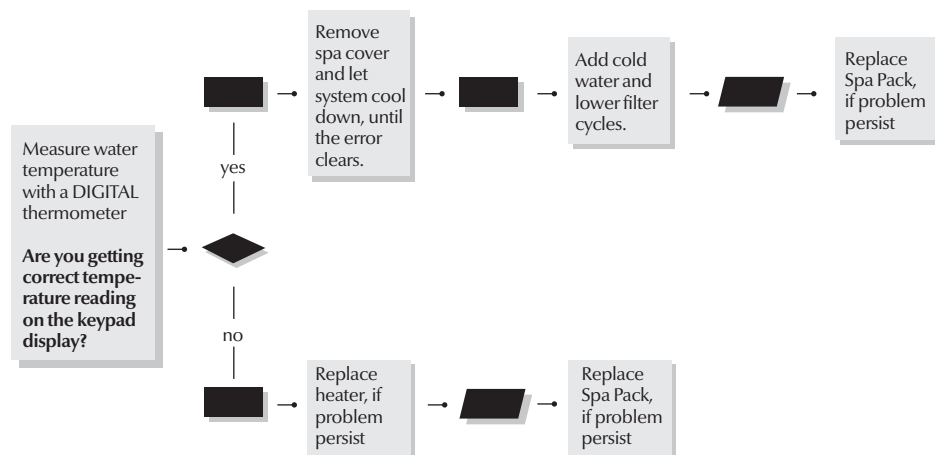 Measure water
temperature
with a DIGITAL
thermometer
Are you getting
correct tempe-
rature reading
on the keypad
display?
yes
Remove
spa cover
and let
system cool
down, until
the error
clears.
Add cold
water and
lower filter
cycles.
Replace
Spa Pack,
if problem
persist
no
Replace
heater, if
problem
persist
Replace
Spa Pack,
if problem
persist